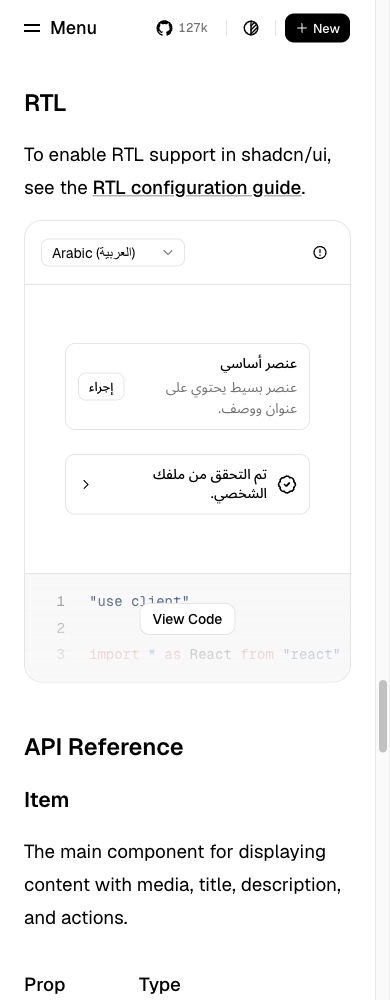 Menu 127k New
RTL
To enable RTL support in shadcn/ui,
see the RTL configuration guide.
Arabic (العربية)
عنصر أساسي
عنصر بسيط يحتوي على
عنوان ووصف.
إجراء
تم التحقق من ملفك
الشخصي.
1 "use client"
2
View Code
3 import * as React from "react"
API Reference
Item
The main component for displaying
content with media, title, description,
and actions.
Prop Type